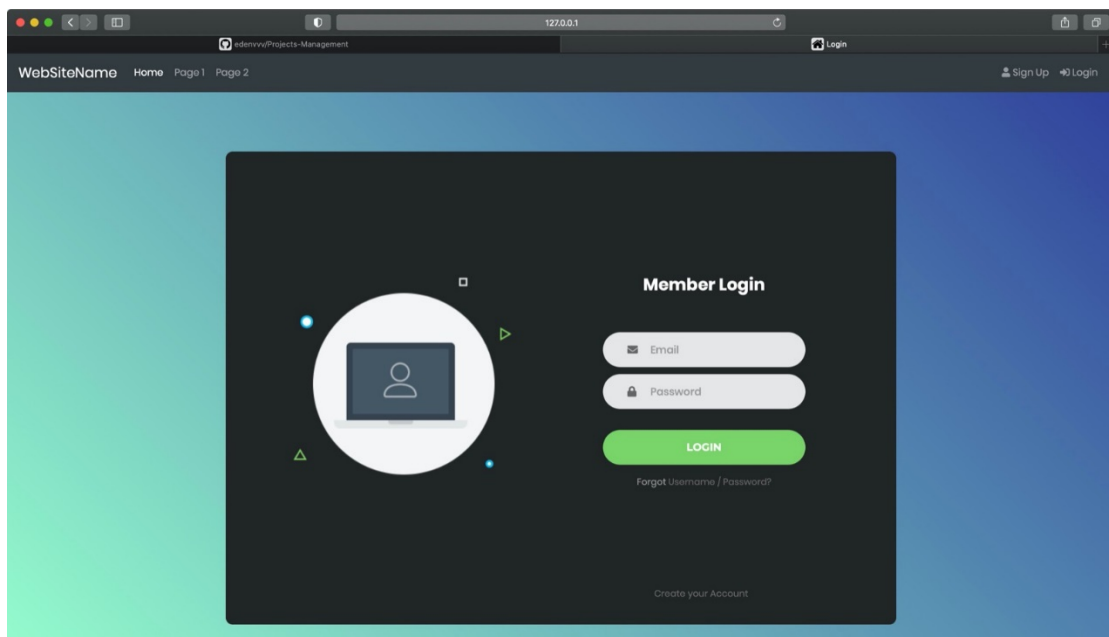 127.0.0.1
edenvvv/Projects-Management
Login
WebSiteName Home Page 1 Page 2 Sign Up Login
Member Login
Email
Password
LOGIN
Forgot Username / Password?
Create your Account